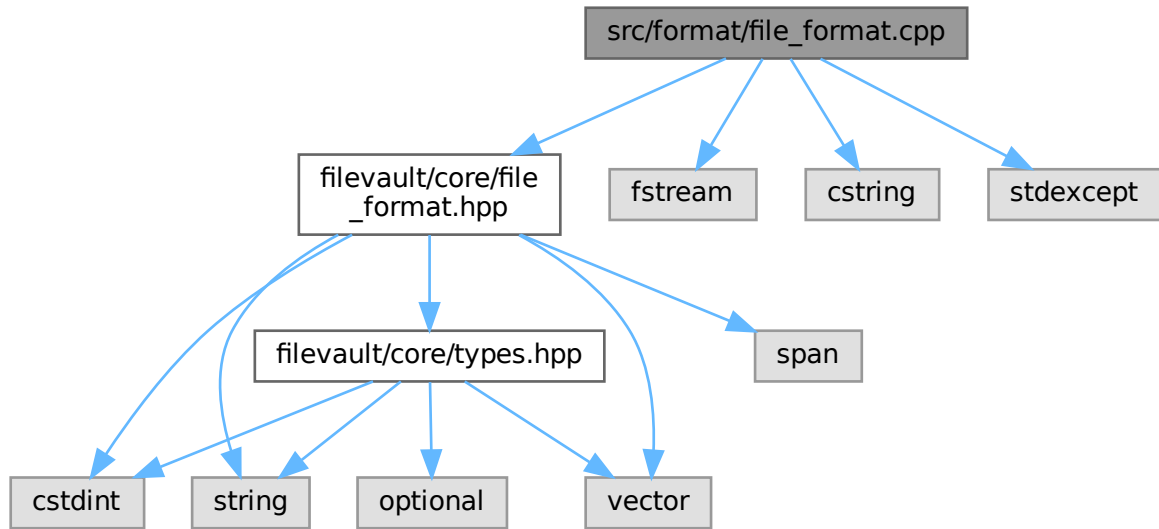 src/format/file_format.cpp
filevault/core/file
_format.hpp
fstream
cstring
stdexcept
filevault/core/types.hpp
span
cstdint
string
optional
vector